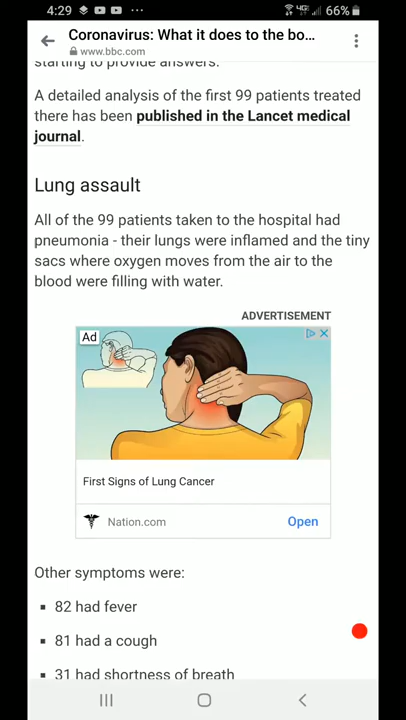 4:29 66%
Coronavirus: What it does to the bo...
www.bbc.com
starting to provide answers.
A detailed analysis of the first 99 patients treated
there has been published in the Lancet medical
journal.
Lung assault
All of the 99 patients taken to the hospital had
pneumonia - their lungs were inflamed and the tiny
sacs where oxygen moves from the air to the
blood were filling with water.
ADVERTISEMENT
Ad
First Signs of Lung Cancer
Nation.com Open
Other symptoms were:
▪ 82 had fever
▪ 81 had a cough
▪ 31 had shortness of breath